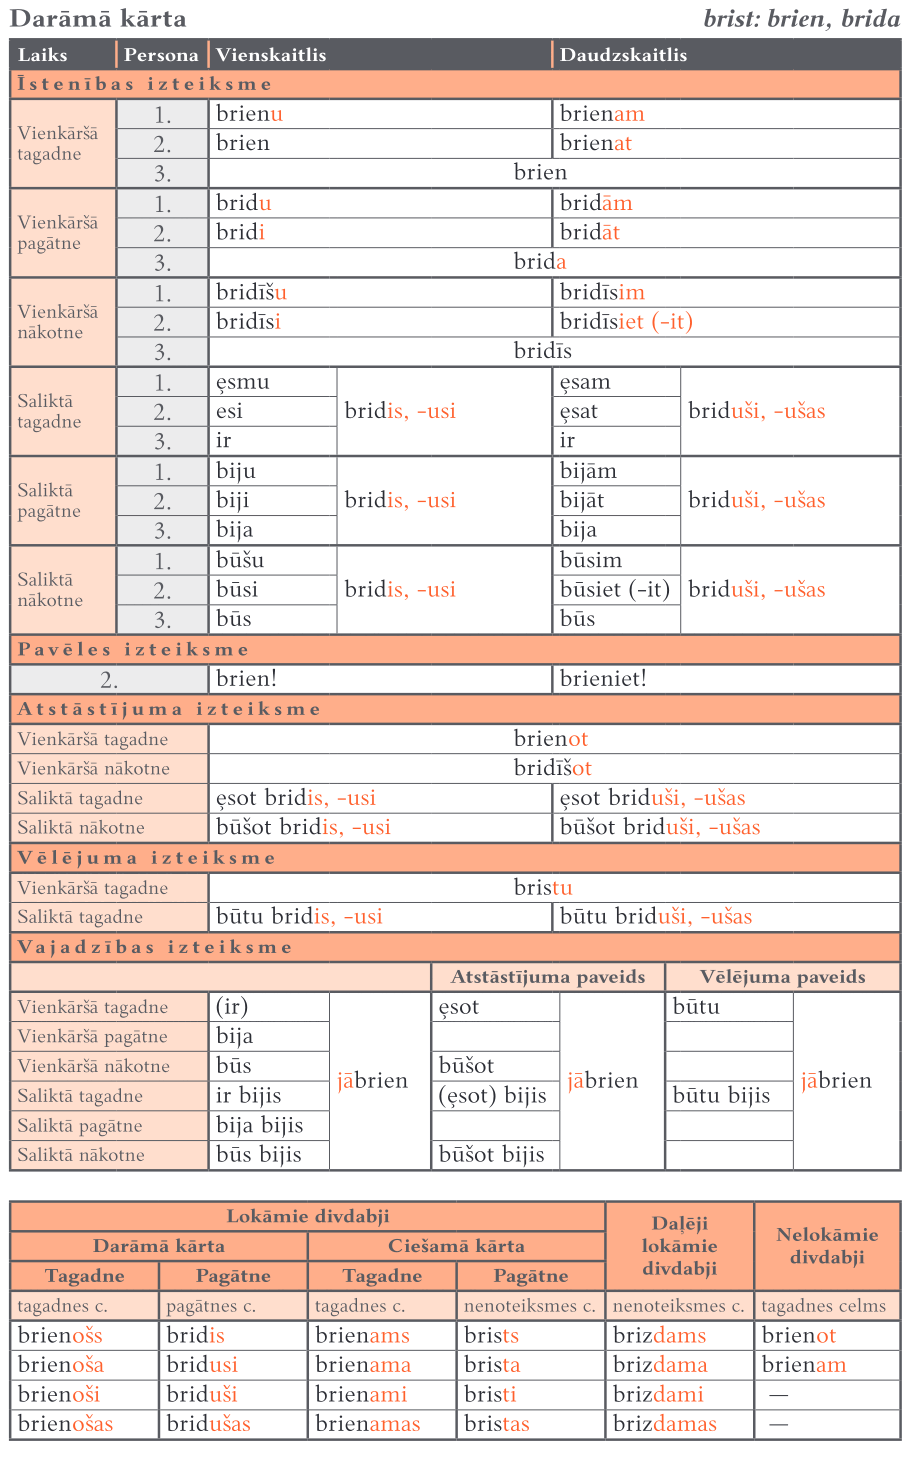 Darāmā kārta brist: brien, brida
Laiks Persona Vienskaitlis Daudzskaitlis
Īstenības izteiksme
Vienkāršā tagadne 1. brienu brienam
2. brien brienat
3. brien
Vienkāršā pagātne 1. bridu bridām
2. bridi bridāt
3. brida
Vienkāršā nākotne 1. bridīšu bridīsim
2. bridīsi bridīsiet (-it)
3. bridīs
Saliktā tagadne 1. ȩsmu bridis, -usi ȩsam briduši, -ušas
2. esi ȩsat
3. ir ir
Saliktā pagātne 1. biju bridis, -usi bijām briduši, -ušas
2. biji bijāt
3. bija bija
Saliktā nākotne 1. būšu bridis, -usi būsim briduši, -ušas
2. būsi būsiet (-it)
3. būs būs
Pavēles izteiksme
2. brien! brieniet!
Atstāstījuma izteiksme
Vienkāršā tagadne brienot
Vienkāršā nākotne bridīšot
Saliktā tagadne ȩsot bridis, -usi ȩsot briduši, -ušas
Saliktā nākotne būšot bridis, -usi būšot briduši, -ušas
Vēlējuma izteiksme
Vienkāršā tagadne bristu
Saliktā tagadne būtu bridis, -usi būtu briduši, -ušas
Vajadzības izteiksme
Atstāstījuma paveids Vēlējuma paveids
Vienkāršā tagadne (ir) jābrien ȩsot jābrien būtu jābrien
Vienkāršā pagātne bija
Vienkāršā nākotne būs būšot
Saliktā tagadne ir bijis (ȩsot) bijis būtu bijis
Saliktā pagātne bija bijis
Saliktā nākotne būs bijis būšot bijis
Lokāmie divdabji Daļēji lokāmie divdabji Nelokāmie divdabji
Darāmā kārta Ciešamā kārta
Tagadne Pagātne Tagadne Pagātne
tagadnes c. pagātnes c. tagadnes c. nenoteiksmes c. nenoteiksmes c. tagadnes celms
brienošs bridis brienams brists brizdams brienot
brienoša bridusi brienama brista brizdama brienam
brienoši briduši brienami bristi brizdami —
brienošas bridušas brienamas bristas brizdamas —